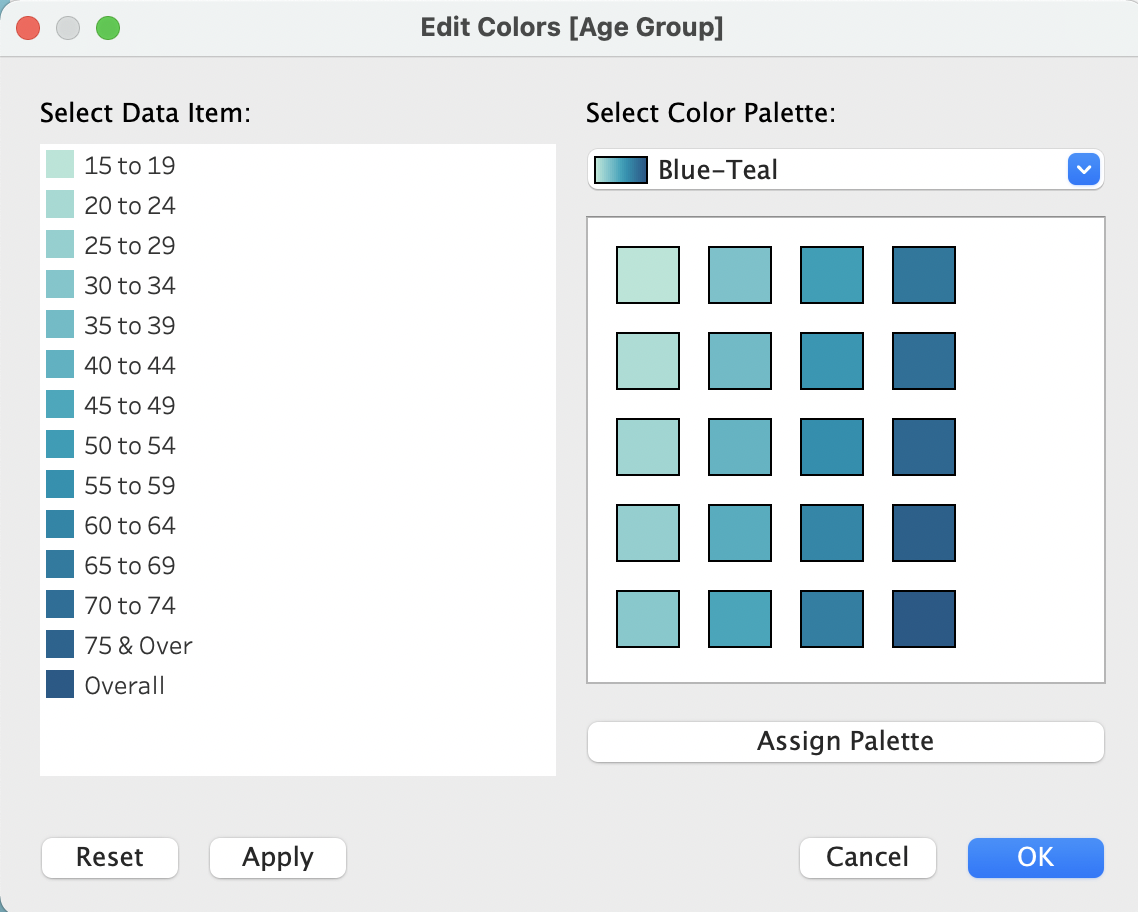 Edit Colors [Age Group]
Select Data Item:
15 to 19
20 to 24
25 to 29
30 to 34
35 to 39
40 to 44
45 to 49
50 to 54
55 to 59
60 to 64
65 to 69
70 to 74
75 & Over
Overall
Select Color Palette:
Blue-Teal
Assign Palette
Reset
Apply
Cancel
OK